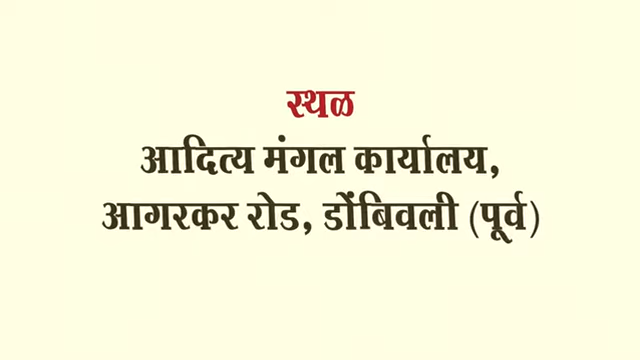 स्थळ
आदित्य मंगल कार्यालय,
आगरकर रोड, डोंबिवली (पूर्व)